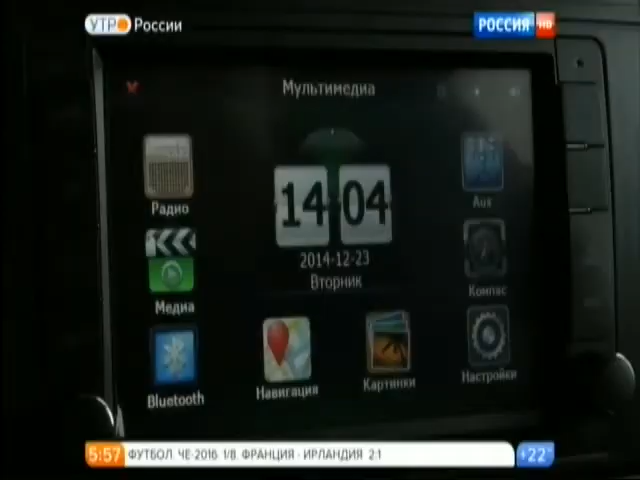 УТРО России
РОССИЯ HD
Мультимедиа
Радио
14 04
Aux
2014-12-23
Вторник
Медиа
Компас
Bluetooth
Навигация
Картинки
Настройки
5:57 ФУТБОЛ. ЧЕ-2016. 1/8. ФРАНЦИЯ - ИРЛАНДИЯ 2:1 +22°